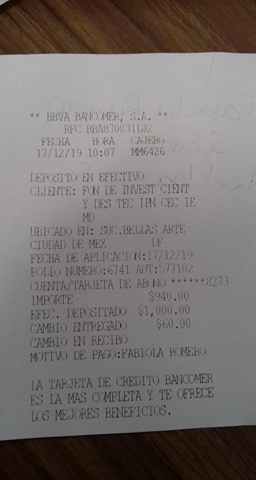 ** BBVA BANCOMER, S.A. **
RFC BBA830831LJ2
FECHA HORA CAJERO
17/12/19 10:07 MM6426
DEPOSITO EN EFECTIVO
CLIENTE: FON DE INVEST CIENT
Y DES TEC IPN CEC IE
MD
UBICADO EN: SUC.BELLAS ARTE
CIUDAD DE MEX DF
FECHA DE APLICACION:17/12/19
FOLIO NUMERO:6741 AUT:577102
CUENTA/TARJETA DE ABONO ******8273
IMPORTE $940.00
EFEC. DEPOSITADO $1,000.00
CAMBIO ENTREGADO $60.00
CAMBIO EN RECIBO
MOTIVO DE PAGO:FABIOLA ROMERO
LA TARJETA DE CREDITO BANCOMER
ES LA MAS COMPLETA Y TE OFRECE
LOS MEJORES BENEFICIOS.